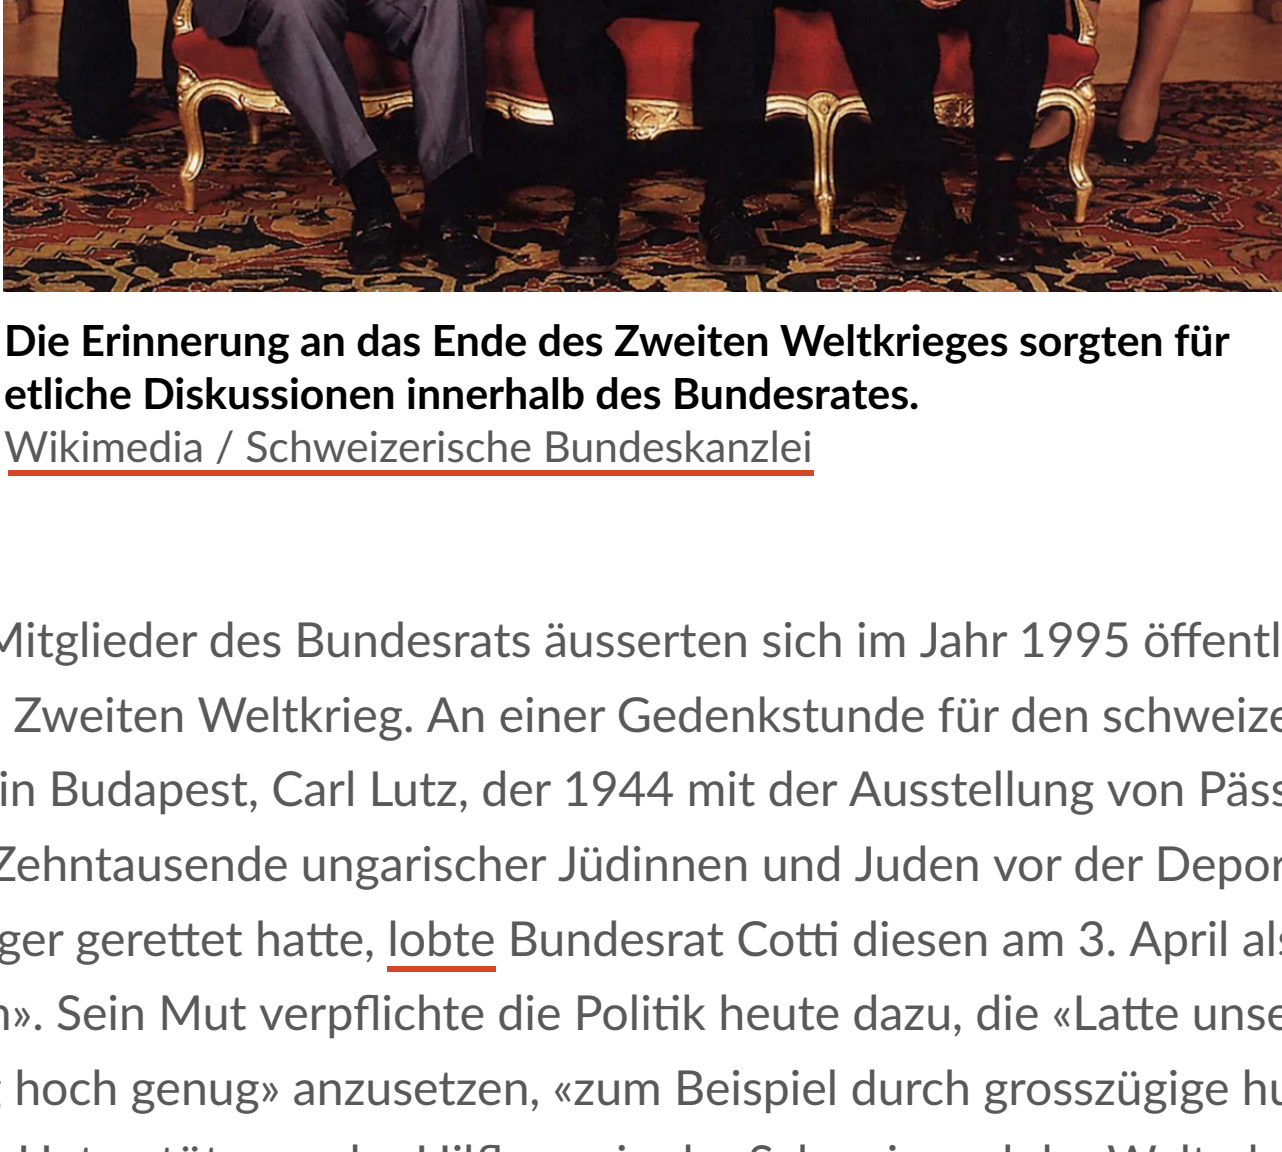 Die Erinnerung an das Ende des Zweiten Weltkrieges sorgten für
etliche Diskussionen innerhalb des Bundesrates.
Wikimedia / Schweizerische Bundeskanzlei
Mitglieder des Bundesrats äusserten sich im Jahr 1995 öffentl
Zweiten Weltkrieg. An einer Gedenkstunde für den schweize
in Budapest, Carl Lutz, der 1944 mit der Ausstellung von Päss
Zehntausende ungarischer Jüdinnen und Juden vor der Depor
ger gerettet hatte, lobte Bundesrat Cotti diesen am 3. April als
n». Sein Mut verpflichte die Politik heute dazu, die «Latte unse
hoch genug» anzusetzen, «zum Beispiel durch grosszügige hu